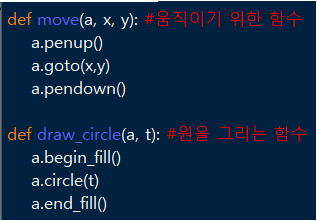 def move(a, x, y): #움직이기 위한 함수
    a.penup()
    a.goto(x,y)
    a.pendown()
def draw_circle(a, t): #원을 그리는 함수
    a.begin_fill()
    a.circle(t)
    a.end_fill()